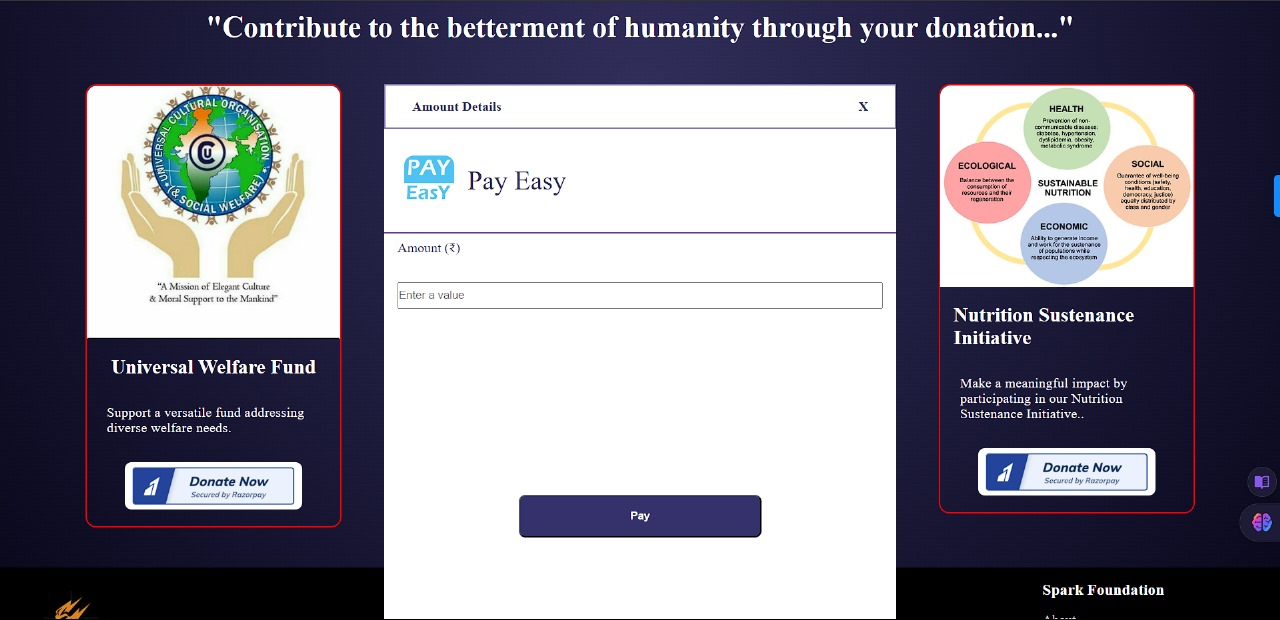 "Contribute to the betterment of humanity through your donation..."
UNIVERSAL CULTURAL ORGANISATION
(& SOCIAL WELFARE)
"A Mission of Elegant Culture
& Moral Support to the Mankind"
Universal Welfare Fund
Support a versatile fund addressing
diverse welfare needs.
Donate Now
Secured by Razorpay
Amount Details
X
PAY
EasY
Pay Easy
Amount (₹)
Enter a value
Pay
HEALTH
Prevention of non-
communicable diseases:
diabetes, hypertension,
dyslipidemia, obesity,
metabolic syndrome
ECOLOGICAL
Balance between the
consumption of
resources and their
regeneration
SUSTAINABLE
NUTRITION
SOCIAL
Guarantee of well-being
conditions (safety,
health, education,
democracy, justice)
equally distributed by
class and gender
ECONOMIC
Ability to generate income
and work for the sustenance
of populations while
respecting the ecosystem
Nutrition Sustenance
Initiative
Make a meaningful impact by
participating in our Nutrition
Sustenance Initiative..
Donate Now
Secured by Razorpay
Spark Foundation
About